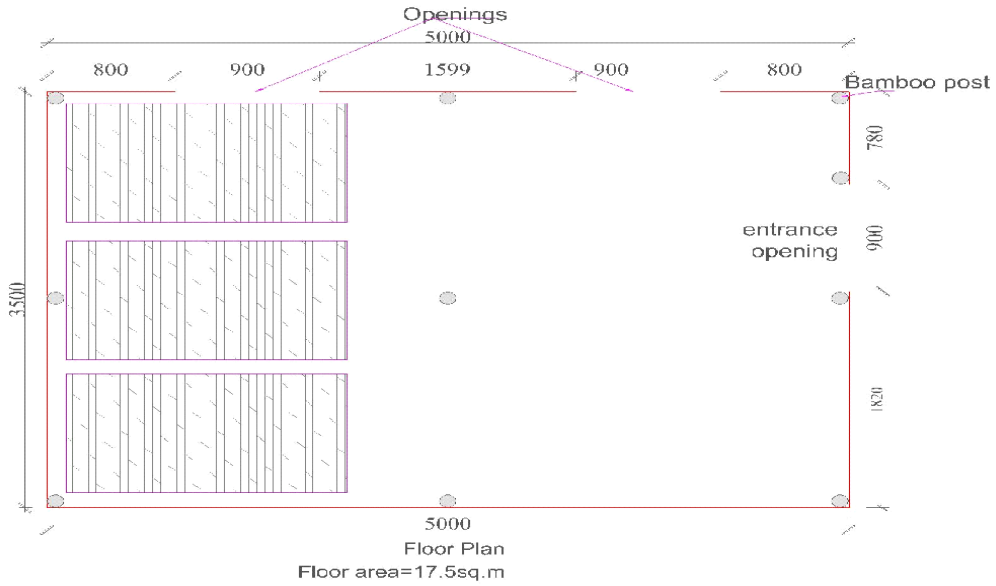 Openings
5000
800 900 1599 900 800
Bamboo post
780
entrance
opening
900
3500
1820
5000
Floor Plan
Floor area=17.5sq.m